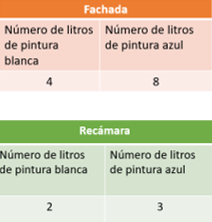 Fachada
Número de litros
de pintura
blanca
Número de litros
de pintura azul
4
8
Recámara
Número de litros
de pintura blanca
Número de litros
de pintura azul
2
3